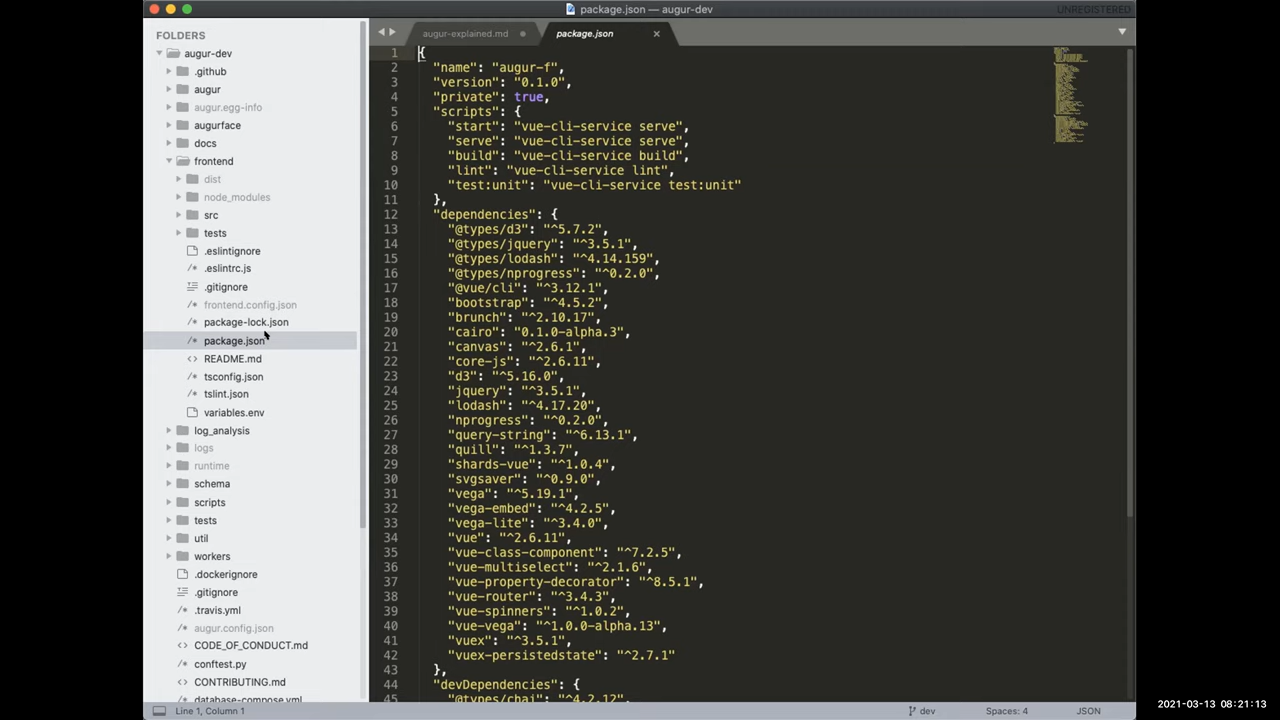 package.json — augur-dev
UNREGISTERED
FOLDERS
augur-dev
.github
augur
augur.egg-info
augurface
docs
frontend
dist
node_modules
src
tests
.eslintignore
.eslintrc.js
.gitignore
frontend.config.json
package-lock.json
package.json
README.md
tsconfig.json
tslint.json
variables.env
log_analysis
logs
runtime
schema
scripts
tests
util
workers
.dockerignore
.gitignore
.travis.yml
augur.config.json
CODE_OF_CONDUCT.md
conftest.py
CONTRIBUTING.md
database-compose.yml
augur-explained.md
package.json
1 {
2 "name": "augur-f",
3 "version": "0.1.0",
4 "private": true,
5 "scripts": {
6 "start": "vue-cli-service serve",
7 "serve": "vue-cli-service serve",
8 "build": "vue-cli-service build",
9 "lint": "vue-cli-service lint",
10 "test:unit": "vue-cli-service test:unit"
11 },
12 "dependencies": {
13 "@types/d3": "^5.7.2",
14 "@types/jquery": "^3.5.1",
15 "@types/lodash": "^4.14.159",
16 "@types/nprogress": "^0.2.0",
17 "@vue/cli": "^3.12.1",
18 "bootstrap": "^4.5.2",
19 "brunch": "^2.10.17",
20 "cairo": "0.1.0-alpha.3",
21 "canvas": "^2.6.1",
22 "core-js": "^2.6.11",
23 "d3": "^5.16.0",
24 "jquery": "^3.5.1",
25 "lodash": "^4.17.20",
26 "nprogress": "^0.2.0",
27 "query-string": "^6.13.1",
28 "quill": "^1.3.7",
29 "shards-vue": "^1.0.4",
30 "svgsaver": "^0.9.0",
31 "vega": "^5.19.1",
32 "vega-embed": "^4.2.5",
33 "vega-lite": "^3.4.0",
34 "vue": "^2.6.11",
35 "vue-class-component": "^7.2.5",
36 "vue-multiselect": "^2.1.6",
37 "vue-property-decorator": "^8.5.1",
38 "vue-router": "^3.4.3",
39 "vue-spinners": "^1.0.2",
40 "vue-vega": "^1.0.0-alpha.13",
41 "vuex": "^3.5.1",
42 "vuex-persistedstate": "^2.7.1"
43 },
44 "devDependencies": {
45 "@types/chai": "^4.2.12",
Line 1, Column 1
dev
Spaces: 4
JSON
2021-03-13 08:21:13